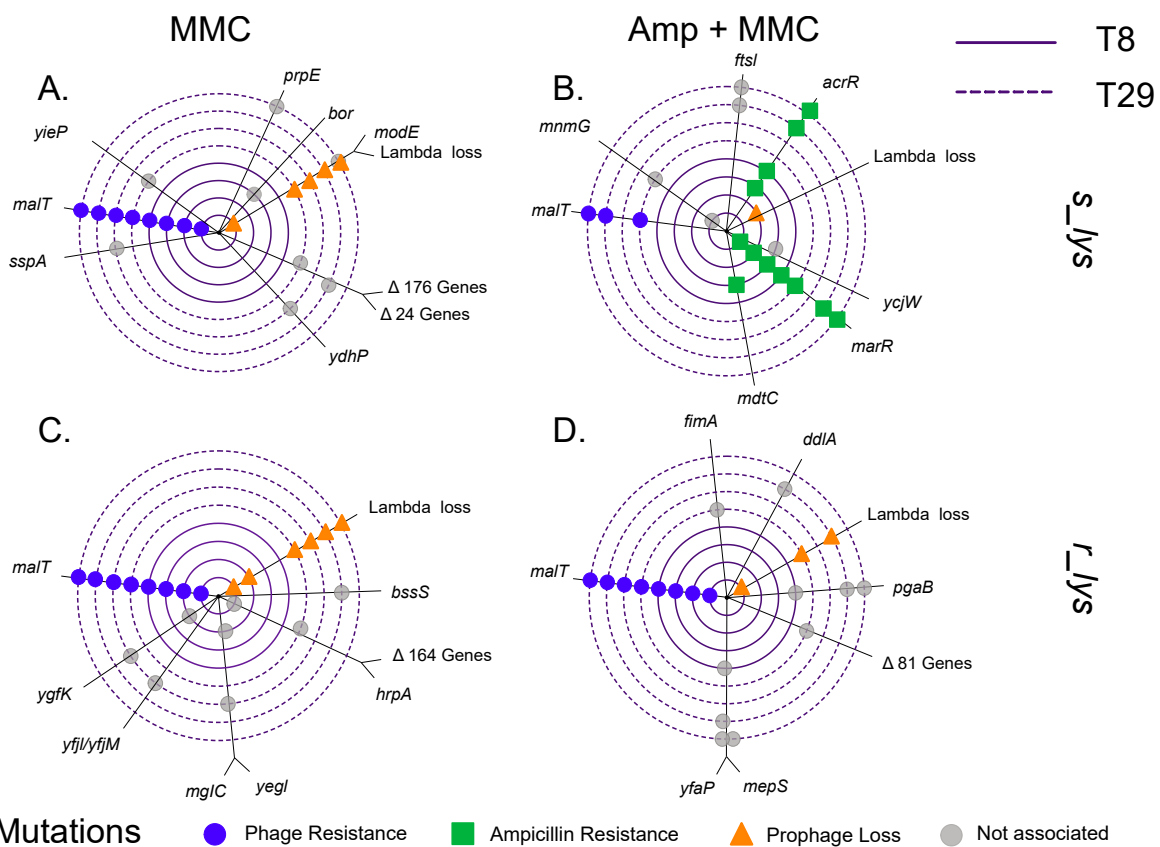 MMC
Amp + MMC
T8
T29
A.
yieP
prpE
bor
modE
Lambda loss
malT
sspA
Δ 176 Genes
Δ 24 Genes
ydhP
B.
ftsI
acrR
mnmG
Lambda loss
malT
ycjW
marR
mdtC
s_lys
C.
Lambda loss
malT
bssS
Δ 164 Genes
hrpA
ygfK
yfjI/yfjM
mglC
yegI
D.
fimA
ddlA
Lambda loss
malT
pgaB
Δ 81 Genes
yfaP
mepS
r_lys
Mutations
Phage Resistance
Ampicillin Resistance
Prophage Loss
Not associated